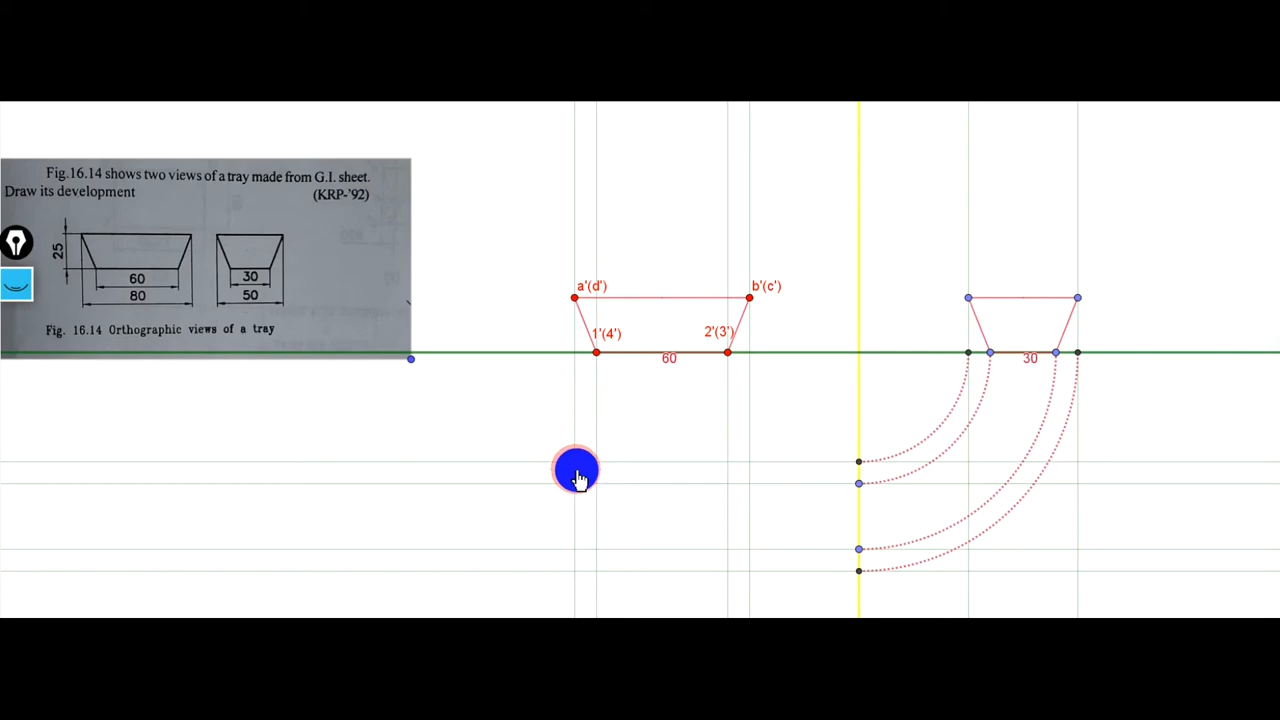 Fig.16.14 shows two views of a tray made from G.I. sheet.
Draw its development (KRP-'92)
25
60
80
30
50
Fig. 16.14 Orthographic views of a tray
a'(d')
b'(c')
1'(4')
2'(3')
60
30